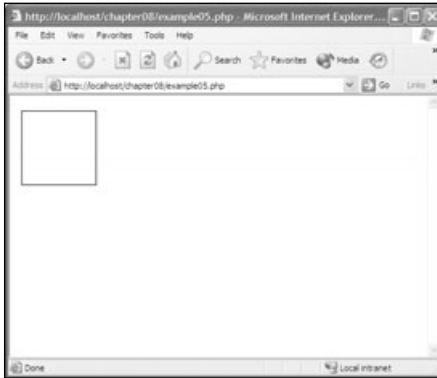 http://localhost/chapter08/example05.php - Microsoft Internet Explorer...
File Edit View Favorites Tools Help
Back Search Favorites Media
Address http://localhost/chapter08/example05.php Go Links
Done Local intranet